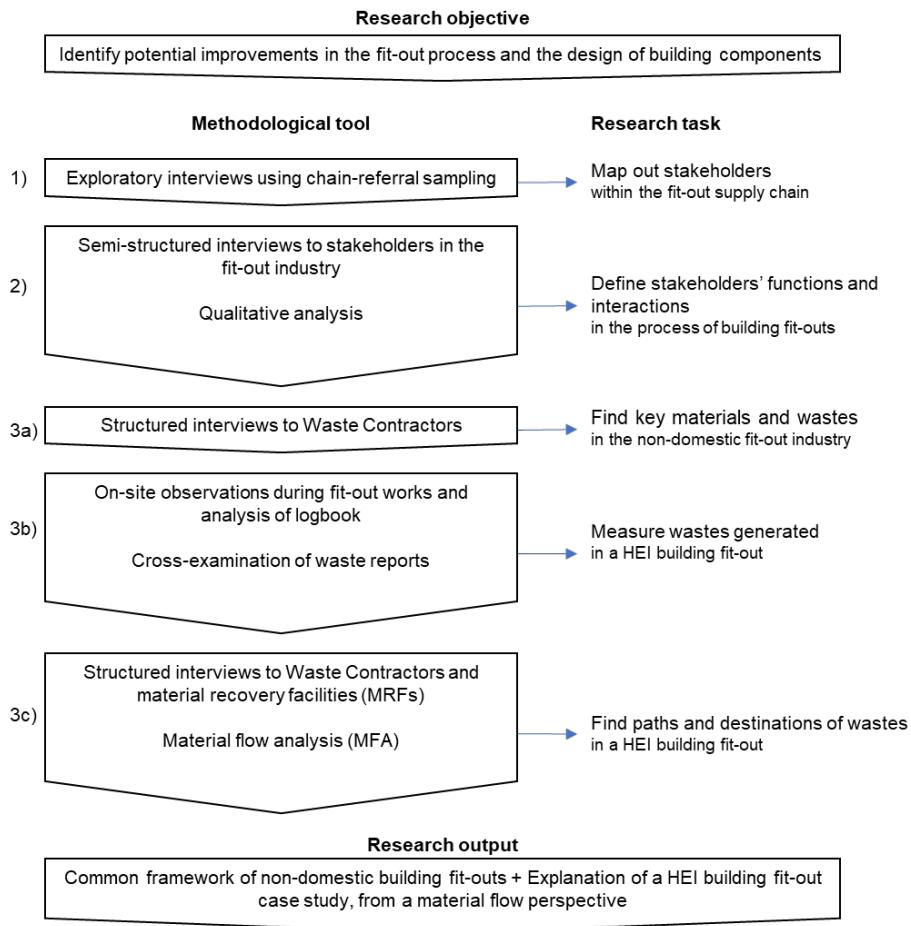 Research objective
Identify potential improvements in the fit-out process and the design of building components
Methodological tool
Research task
1)
Exploratory interviews using chain-referral sampling
Map out stakeholders
within the fit-out supply chain
2)
Semi-structured interviews to stakeholders in the
fit-out industry
Qualitative analysis
Define stakeholders' functions and
interactions
in the process of building fit-outs
3a)
Structured interviews to Waste Contractors
Find key materials and wastes
in the non-domestic fit-out industry
3b)
On-site observations during fit-out works and
analysis of logbook
Cross-examination of waste reports
Measure wastes generated
in a HEI building fit-out
3c)
Structured interviews to Waste Contractors and
material recovery facilities (MRFs)
Material flow analysis (MFA)
Find paths and destinations of wastes
in a HEI building fit-out
Research output
Common framework of non-domestic building fit-outs + Explanation of a HEI building fit-out
case study, from a material flow perspective